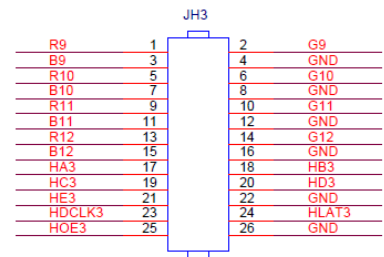 JH3
R9 1 2 G9
B9 3 4 GND
R10 5 6 G10
B10 7 8 GND
R11 9 10 G11
B11 11 12 GND
R12 13 14 G12
B12 15 16 GND
HA3 17 18 HB3
HC3 19 20 HD3
HE3 21 22 GND
HDCLK3 23 24 HLAT3
HOE3 25 26 GND